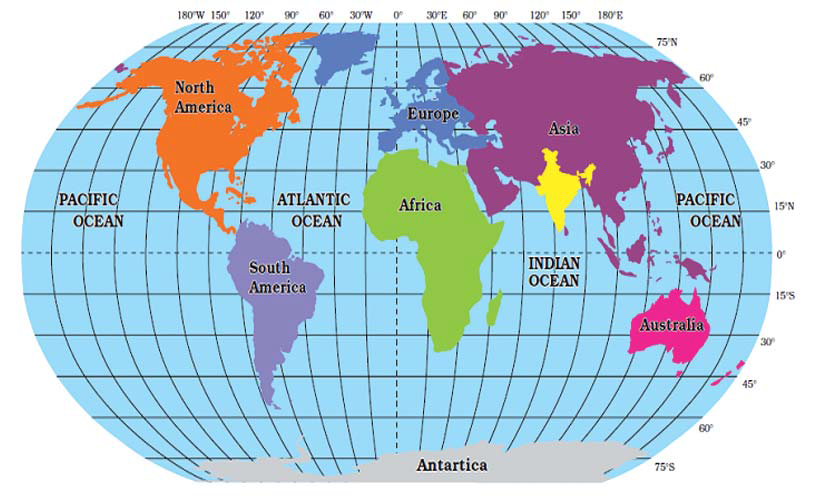 180°W 150° 120° 90° 60° 30°W 0° 30°E 60° 90° 120° 150° 180°E
75°N
60°
45°
30°
15°N
0°
15°S
30°
45°
60°
75°S
North
America
Europe
Asia
PACIFIC
OCEAN
ATLANTIC
OCEAN
Africa
PACIFIC
OCEAN
South
America
INDIAN
OCEAN
Australia
Antartica